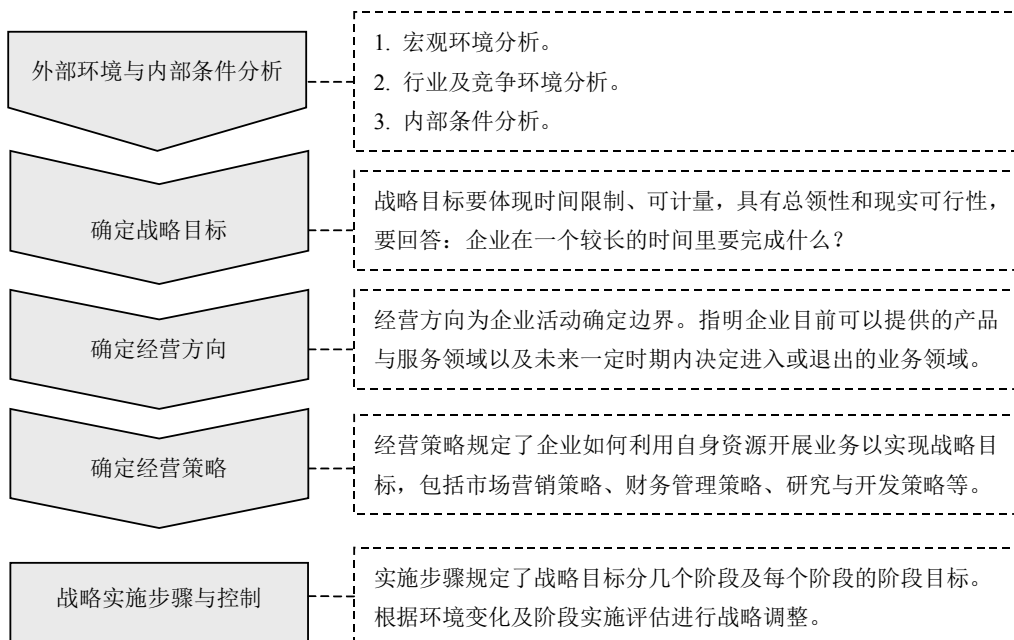 外部环境与内部条件分析
1. 宏观环境分析。
2. 行业及竞争环境分析。
3. 内部条件分析。
确定战略目标
战略目标要体现时间限制、可计量，具有总领性和现实可行性，
要回答：企业在一个较长的时间里要完成什么？
确定经营方向
经营方向为企业活动确定边界。指明企业目前可以提供的产品
与服务领域以及未来一定时期内决定进入或退出的业务领域。
确定经营策略
经营策略规定了企业如何利用自身资源开展业务以实现战略目
标，包括市场营销策略、财务管理策略、研究与开发策略等。
战略实施步骤与控制
实施步骤规定了战略目标分几个阶段及每个阶段的阶段目标。
根据环境变化及阶段实施评估进行战略调整。